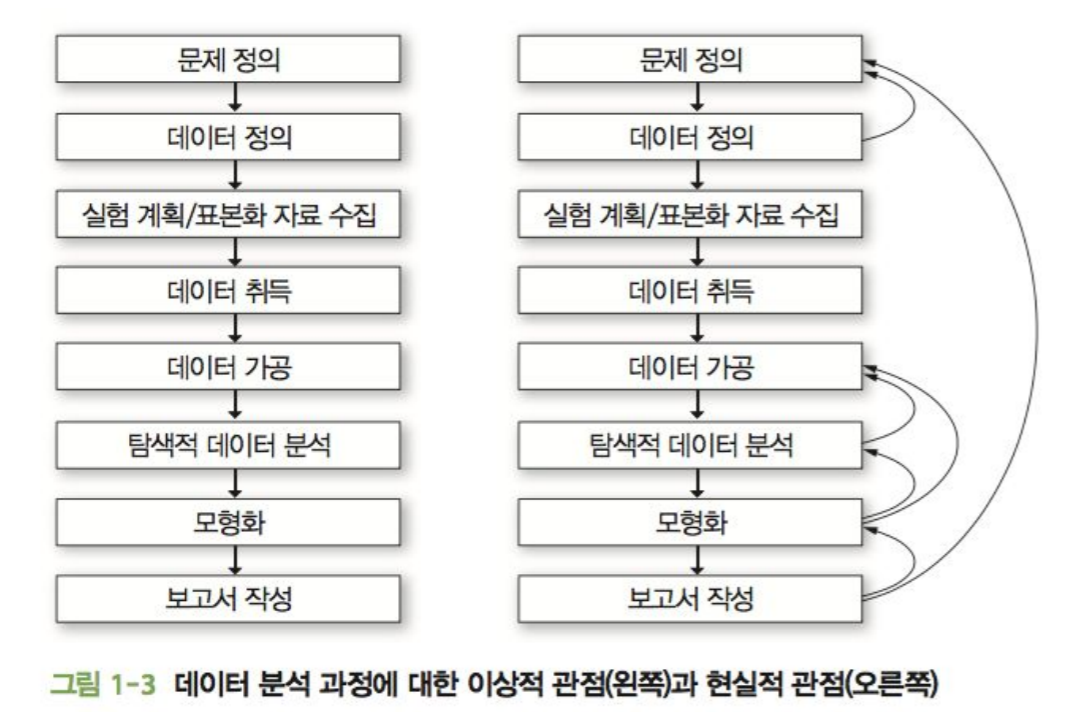 문제 정의
데이터 정의
실험 계획/표본화 자료 수집
데이터 취득
데이터 가공
탐색적 데이터 분석
모형화
보고서 작성
문제 정의
데이터 정의
실험 계획/표본화 자료 수집
데이터 취득
데이터 가공
탐색적 데이터 분석
모형화
보고서 작성
그림 1-3 데이터 분석 과정에 대한 이상적 관점(왼쪽)과 현실적 관점(오른쪽)